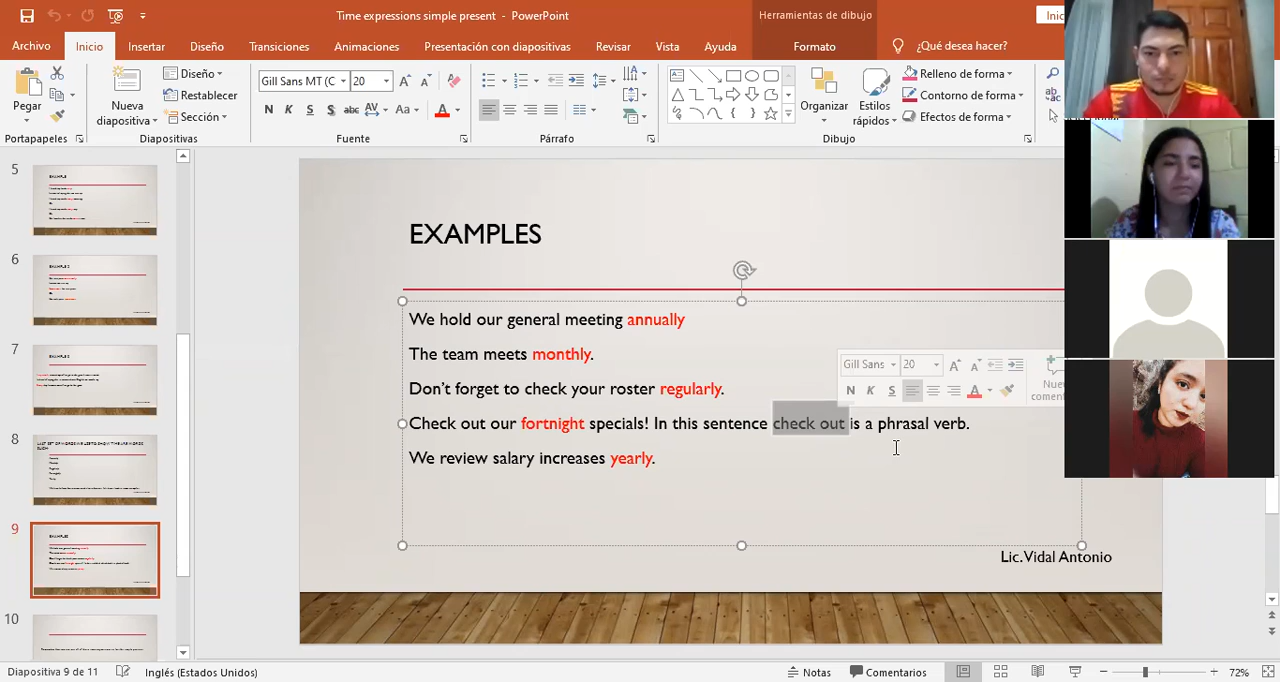 Time expressions simple present - PowerPoint
Herramientas de dibujo
Inic
Archivo
Inicio
Insertar
Diseño
Transiciones
Animaciones
Presentación con diapositivas
Revisar
Vista
Ayuda
Formato
¿Qué desea hacer?
Pegar
Nueva diapositiva
Diseño
Restablecer
Sección
Gill Sans MT (C
20
Organizar
Estilos rápidos
Relleno de forma
Contorno de forma
Efectos de forma
Portapapeles
Diapositivas
Fuente
Párrafo
Dibujo
5
6
7
8
9
10
EXAMPLES
We hold our general meeting annually
The team meets monthly.
Don't forget to check your roster regularly.
Check out our fortnight specials! In this sentence check out is a phrasal verb.
We review salary increases yearly.
Lic. Vidal Antonio
Gill Sans
20
N K S
Nuev
coment
Diapositiva 9 de 11
Inglés (Estados Unidos)
Notas
Comentarios
72%